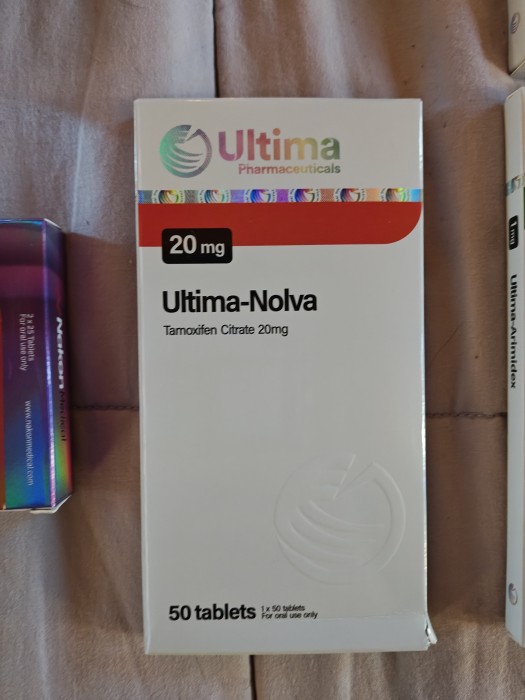 Ultima
Pharmaceuticals
20 mg
Ultima-Nolva
Tamoxifen Citrate 20mg
50 tablets
1 x 50 tablets
For oral use only
Nakon Medical
2 x 25 Tablets
For oral use only
www.nakonmedical.com
1 mg
Ultima-Arimidex